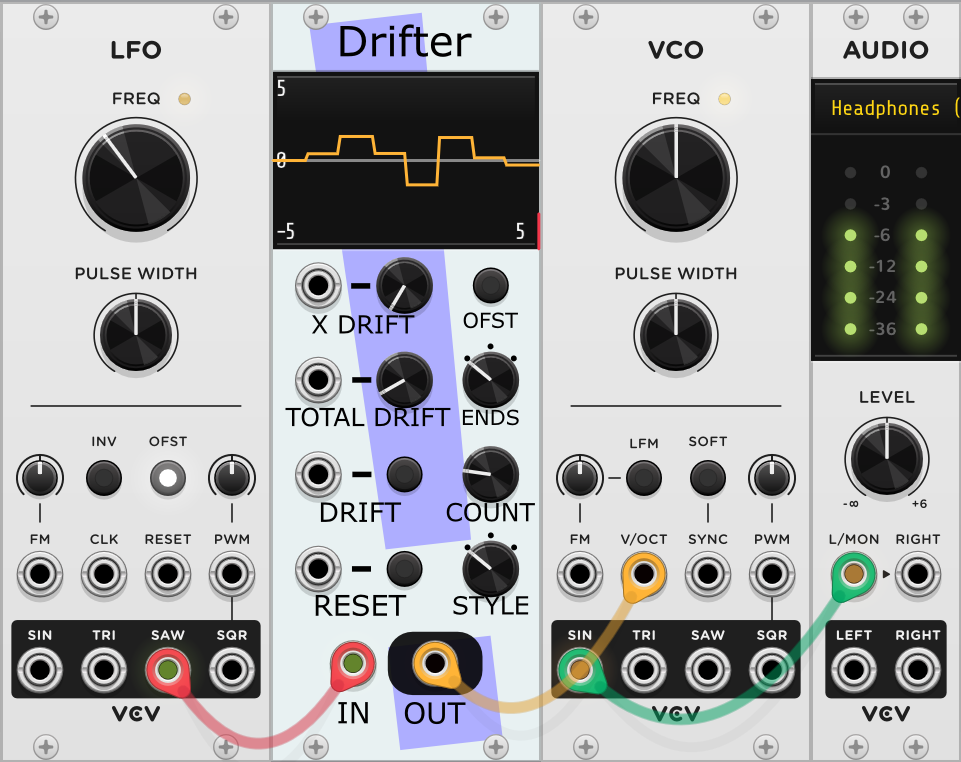 LFO
FREQ
PULSE WIDTH
INV OFST
FM CLK RESET PWM
SIN TRI SAW SQR
VCV
Drifter
5
0
-5 5
X DRIFT OFST
TOTAL DRIFT ENDS
DRIFT COUNT
RESET STYLE
IN OUT
VCO
FREQ
PULSE WIDTH
LFM SOFT
FM V/OCT SYNC PWM
SIN TRI SAW SQR
VCV
AUDIO
Headphones (
0
-3
-6
-12
-24
-36
LEVEL
-∞ +6
L/MON RIGHT
LEFT RIGHT
VCV